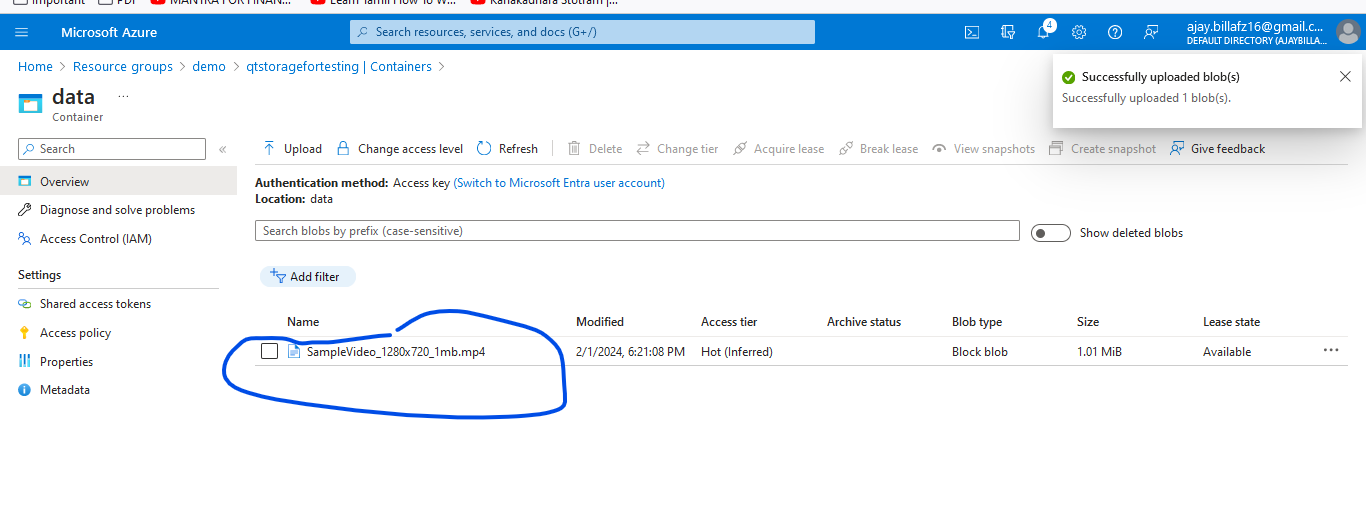 Important PDF MANTRA FOR FINAN... Learn Tamil How To W... Kanakadhara Stotram |...
Microsoft Azure Search resources, services, and docs (G+/) 4 ajay.billafz16@gmail.c...
DEFAULT DIRECTORY (AJAYBILLA...
Home > Resource groups > demo > qtstoragefortesting | Containers >
Successfully uploaded blob(s)
Successfully uploaded 1 blob(s).
data ...
Container
Search «
Upload Change access level Refresh Delete Change tier Acquire lease Break lease View snapshots Create snapshot Give feedback
Overview
Diagnose and solve problems
Access Control (IAM)
Settings
Shared access tokens
Access policy
Properties
Metadata
Authentication method: Access key (Switch to Microsoft Entra user account)
Location: data
Search blobs by prefix (case-sensitive) Show deleted blobs
Add filter
Name Modified Access tier Archive status Blob type Size Lease state
SampleVideo_1280x720_1mb.mp4 2/1/2024, 6:21:08 PM Hot (Inferred) Block blob 1.01 MiB Available ...